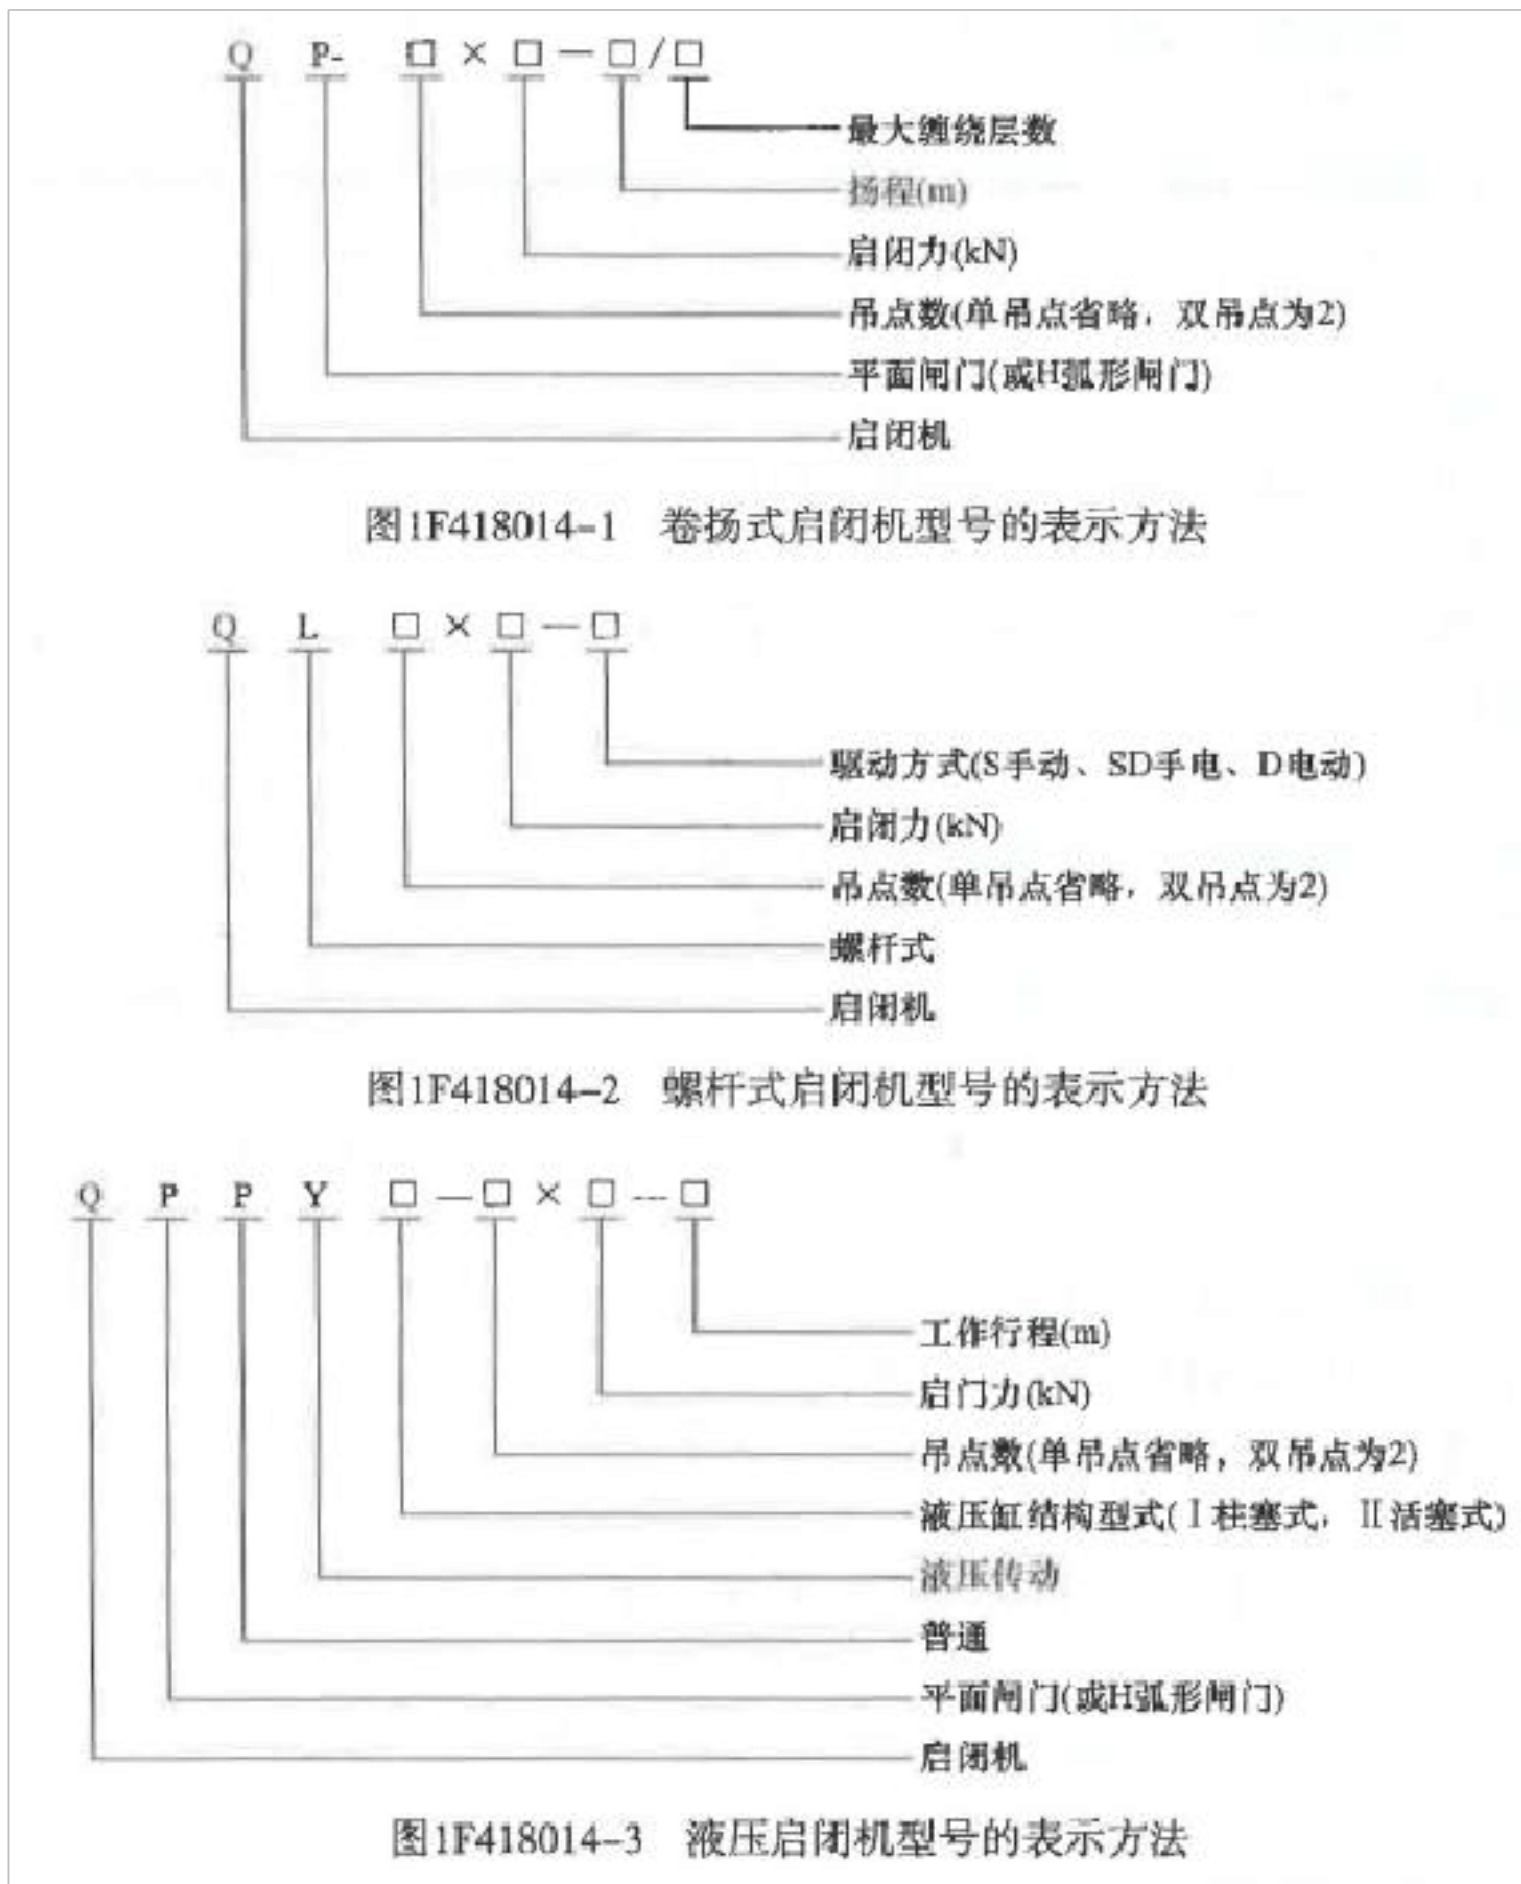 Q P- □ × □ — □ / □
最大缠绕层数
扬程(m)
启闭力(kN)
吊点数(单吊点省略，双吊点为2)
平面闸门(或H弧形闸门)
启闭机
图1F418014-1 卷扬式启闭机型号的表示方法
Q L □ × □ — □
驱动方式(S手动、SD手电、D电动)
启闭力(kN)
吊点数(单吊点省略，双吊点为2)
螺杆式
启闭机
图1F418014-2 螺杆式启闭机型号的表示方法
Q P P Y □ — □ × □ — □
工作行程(m)
启门力(kN)
吊点数(单吊点省略，双吊点为2)
液压缸结构型式(Ⅰ柱塞式，Ⅱ活塞式)
液压传动
普通
平面闸门(或H弧形闸门)
启闭机
图1F418014-3 液压启闭机型号的表示方法